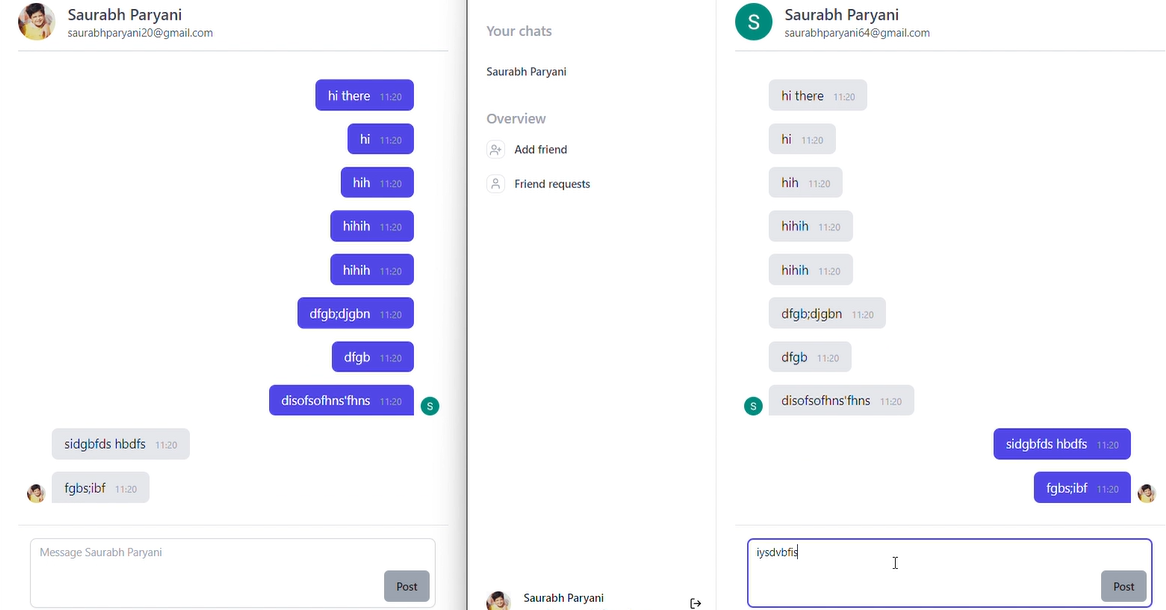 Saurabh Paryani
saurabhparyani20@gmail.com
hi there 11:20
hi 11:20
hih 11:20
hihih 11:20
hihih 11:20
dfgb;djgbn 11:20
dfgb 11:20
disofsofhns'fhns 11:20
S
sidgbfds hbdfs 11:20
fgbs;ibf 11:20
Message Saurabh Paryani
Post
Your chats
Saurabh Paryani
Overview
Add friend
Friend requests
Saurabh Paryani
S
Saurabh Paryani
saurabhparyani64@gmail.com
hi there 11:20
hi 11:20
hih 11:20
hihih 11:20
hihih 11:20
dfgb;djgbn 11:20
dfgb 11:20
S
disofsofhns'fhns 11:20
sidgbfds hbdfs 11:20
fgbs;ibf 11:20
iysdvbfis
Post